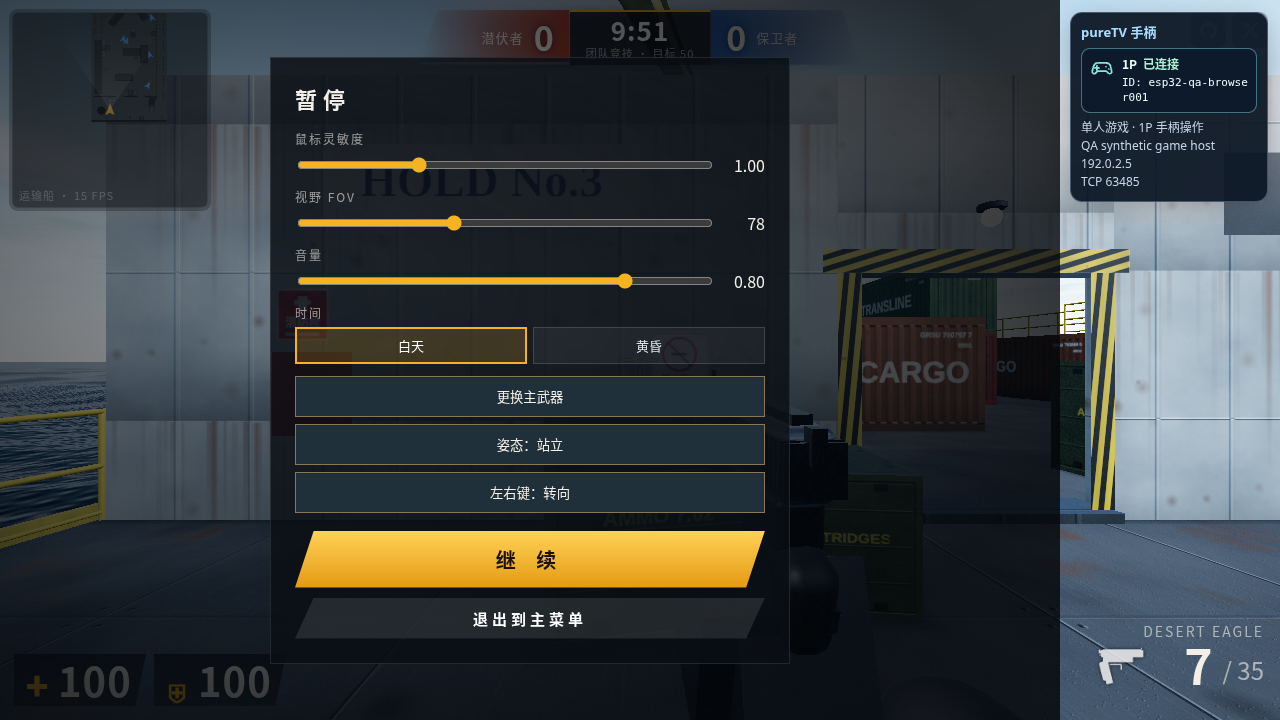 潜伏者 0
9:51
0 保卫者
团队竞技 · 目标 50
运输船 · 15 FPS
暂停
鼠标灵敏度
1.00
HOLD No.3
视野 FOV
78
音量
0.80
时间
白天
黄昏
更换主武器
姿态：站立
左右键：转向
继 续
退出到主菜单
AMMO 7.62
TRIDGES
TRANSLINE
CARGO
GO
100
100
pureTV 手柄
1P 已连接
ID: esp32-qa-browse
r001
单人游戏 · 1P 手柄操作
QA synthetic game host
192.0.2.5
TCP 63485
DESERT EAGLE
7 / 35